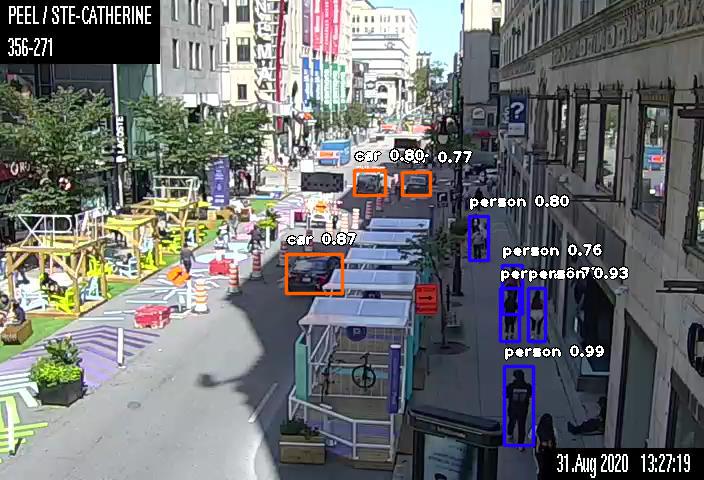 PEEL / STE-CATHERINE
356-271
LACOSTE
?
car 0.80
0.77
person 0.80
car 0.87
person 0.76
person 0.93
person 0.99
31.Aug 2020 13:27:19